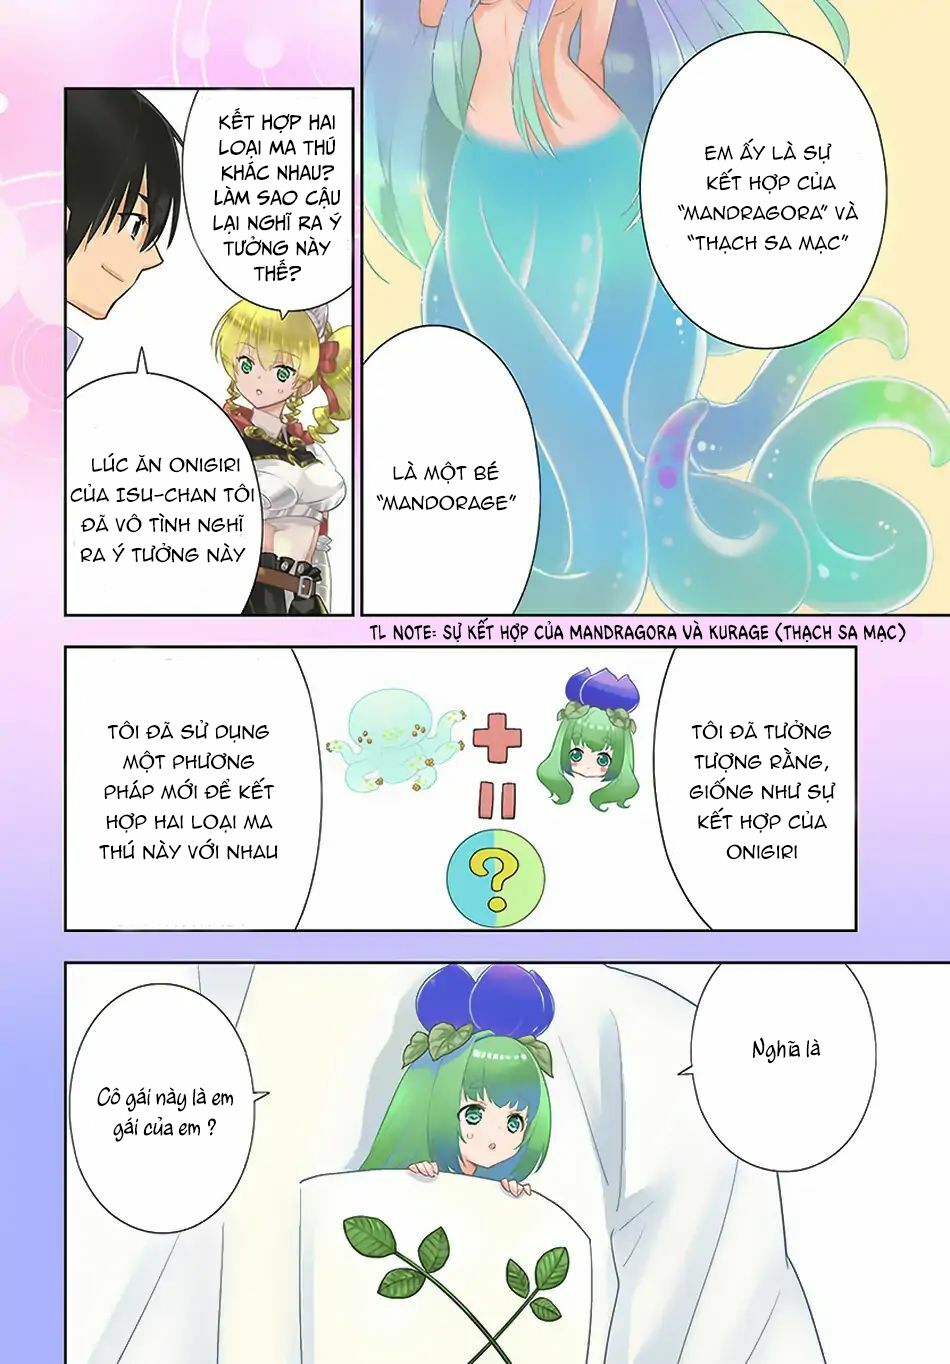 EM ẤY LÀ SỰ
KẾT HỢP CỦA
"MANDRAGORA" VÀ
"THẠCH SA MẠC"
LÀ MỘT BÉ
"MANDORAGE"
KẾT HỢP HAI
LOẠI MA THÚ
KHÁC NHAU?
LÀM SAO CẬU
LẠI NGHĨ RA Ý
TƯỞNG NÀY
THẾ?
LÚC ĂN ONIGIRI
CỦA ISU-CHAN TÔI
ĐÃ VÔ TÌNH NGHĨ
RA Ý TƯỞNG NÀY
TL NOTE: SỰ KẾT HỢP CỦA MANDRAGORA VÀ KURAGE (THẠCH SA MẠC)
TÔI ĐÃ TƯỞNG
TƯỢNG RẰNG,
GIỐNG NHƯ SỰ
KẾT HỢP CỦA
ONIGIRI
?
TÔI ĐÃ SỬ DỤNG
MỘT PHƯƠNG
PHÁP MỚI ĐỂ KẾT
HỢP HAI LOẠI MA
THÚ NÀY VỚI NHAU
Nghĩa là
Cô gái này là em
gái của em ?